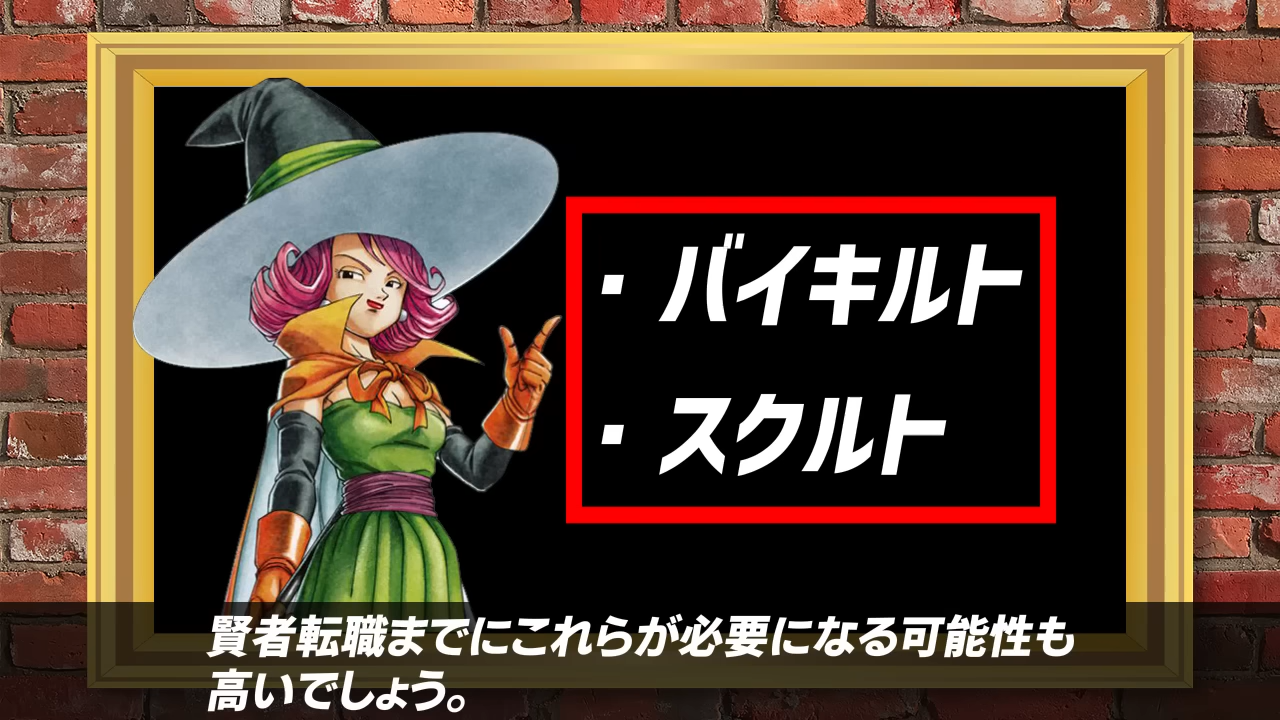 ・バイキルト
・スクルト
賢者転職までにこれらが必要になる可能性も
高いでしょう。